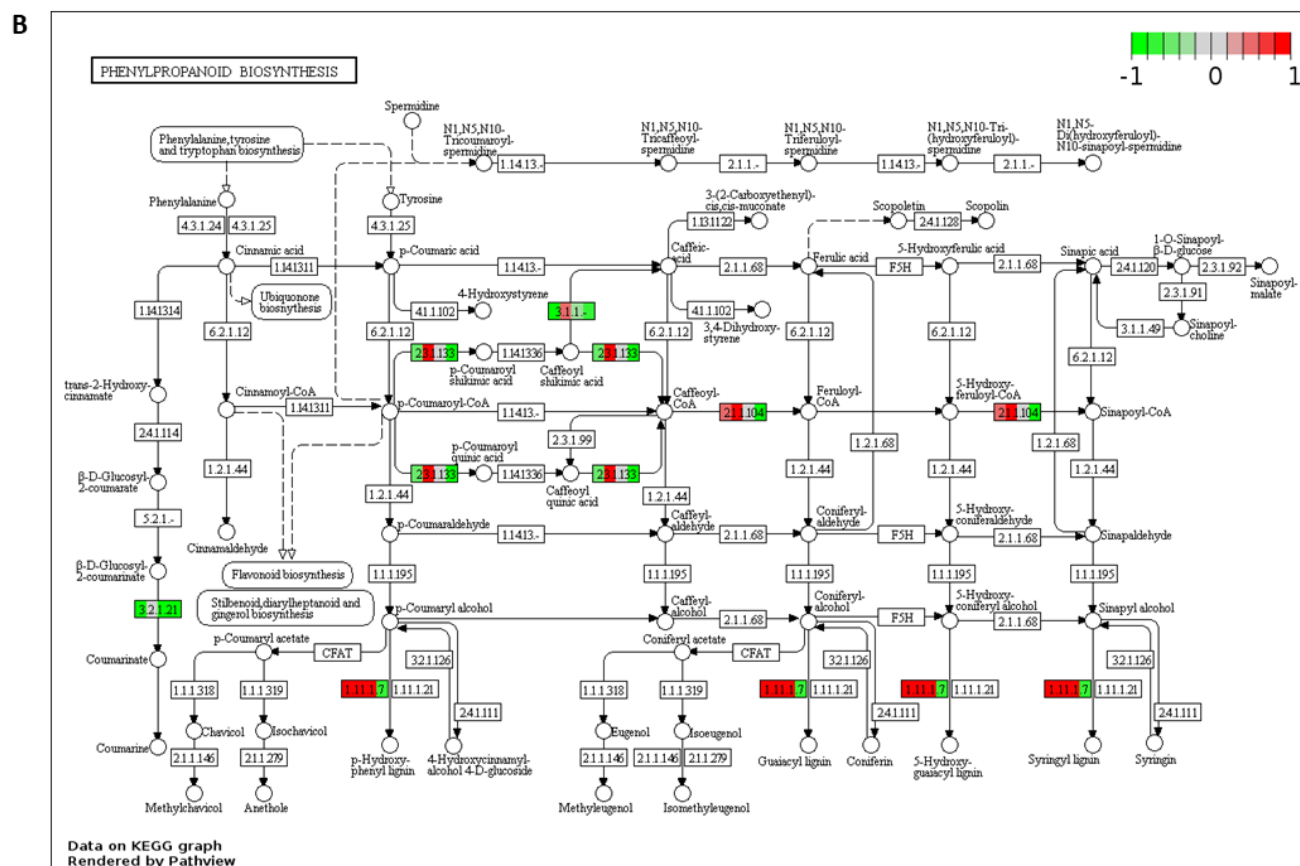 B
PHENYLPROPANOID BIOSYNTHESIS
-1 0 1
Spermidine
Phenylalanine,tyrosine
and tryptophan biosynthesis
N1,N5,N10-
Tricoumaroyl-
spermidine
1.14.13.-
N1,N5,N10-
Tricaffeoyl-
spermidine
2.1.1.-
N1,N5,N10-
Triferuloyl-
spermidine
1.14.13.-
N1,N5,N10-Tri-
(hydroxyferuloyl)-
spermidine
2.1.1.-
N1,N5-
Di(hydroxyferuloyl)-
N10-sinapoyl-spermidine
Phenylalanine
4.3.1.24 4.3.1.25
Tyrosine
4.3.1.25
3-(2-Carboxyethenyl)-
cis,cis-muconate
1.13.11.22
Scopoletin
2.4.1.128
Scopolin
Cinnamic acid
1.14.13.11
p-Coumaric acid
1.14.13.-
Caffeic
acid
2.1.1.68
Ferulic acid
F5H
5-Hydroxyferulic acid
2.1.1.68
Sinapic acid
2.4.1.120
1-O-Sinapoyl-
β-D-glucose
2.3.1.92
Sinapoyl-
malate
2.3.1.91
3.1.1.49
Sinapoyl-
choline
Ubiquonone
biosnythesis
4-Hydroxystyrene
4.1.1.102
3.1.1.-
4.1.1.102
3,4-Dihydroxy-
styrene
1.14.13.14
6.2.1.12
6.2.1.12
6.2.1.12
6.2.1.12
6.2.1.12
6.2.1.12
2.3.1.133
p-Coumaroyl
shikimic acid
1.14.13.36
Caffeoyl
shikimic acid
2.3.1.133
trans-2-Hydroxy-
cinnamate
Cinnamoyl-CoA
1.14.13.11
p-Coumaroyl-CoA
1.14.13.-
Caffeoyl-
CoA
2.1.1.104
Feruloyl-
CoA
5-Hydroxy-
feruloyl-CoA
2.1.1.104
Sinapoyl-CoA
2.4.1.114
2.3.1.99
1.2.1.68
1.2.1.68
p-Coumaroyl
quinic acid
2.3.1.133
1.14.13.36
Caffeoyl
quinic acid
2.3.1.133
1.2.1.44
1.2.1.44
1.2.1.44
1.2.1.44
1.2.1.44
1.2.1.44
β-D-Glucosyl-
2-coumarate
5.2.1.-
Cinnamaldehyde
p-Coumaraldehyde
1.14.13.-
Caffeyl-
aldehyde
2.1.1.68
Coniferyl-
aldehyde
F5H
5-Hydroxy-
coniferaldehyde
2.1.1.68
Sinapaldehyde
β-D-Glucosyl-
2-coumarinate
Flavonoid biosynthesis
Stilbenoid,diarylheptanoid and
gingerol biosynthesis
1.1.1.195
1.1.1.195
1.1.1.195
1.1.1.195
1.1.1.195
3.2.1.21
p-Coumaryl alcohol
Caffeyl-
alcohol
2.1.1.68
Coniferyl-
alcohol
F5H
5-Hydroxy-
coniferyl alcohol
2.1.1.68
Sinapyl alcohol
p-Coumaryl acetate
CFAT
Coniferyl acetate
CFAT
Coumarinate
1.1.1.318
1.1.1.319
1.11.1.7
1.11.1.21
3.2.1.126
2.4.1.111
1.1.1.318
1.1.1.319
1.11.1.7
1.11.1.21
3.2.1.126
2.4.1.111
1.11.1.7
1.11.1.21
1.11.1.7
1.11.1.21
3.2.1.126
2.4.1.111
Chavicol
Isochavicol
Eugenol
Isoeugenol
Coumarine
2.1.1.146
2.1.1.279
2.1.1.146
2.1.1.146
2.1.1.279
p-Hydroxy-
phenyl lignin
4-Hydroxycinnamyl-
alcohol 4-D-glucoside
Guaiacyl lignin
Coniferin
5-Hydroxy-
guaiacyl lignin
Syringyl lignin
Syringin
Methylchavicol
Anethole
Methyleugenol
Isomethyleugenol
Data on KEGG graph
Rendered by Pathview